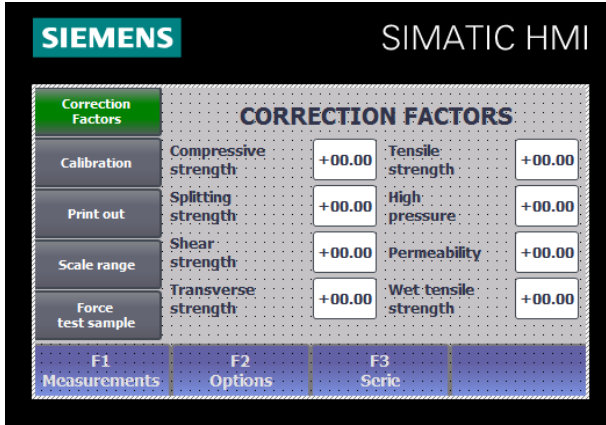 SIEMENS
SIMATIC HMI
Correction
Factors
CORRECTION FACTORS
Calibration
Print out
Scale range
Force
test sample
Compressive
strength
+00.00
Tensile
strength
+00.00
Splitting
strength
+00.00
High
pressure
+00.00
Shear
strength
+00.00
Permeability
+00.00
Transverse
strength
+00.00
Wet tensile
strength
+00.00
F1
Measurements
F2
Options
F3
Serie